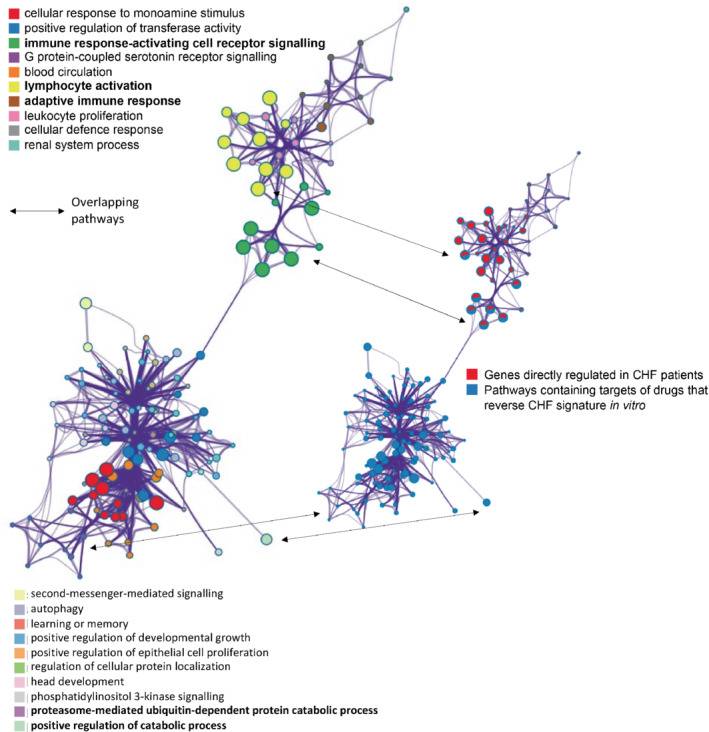 cellular response to monoamine stimulus
positive regulation of transferase activity
immune response-activating cell receptor signalling
G protein-coupled serotonin receptor signalling
blood circulation
lymphocyte activation
adaptive immune response
leukocyte proliferation
cellular defence response
renal system process
Overlapping
pathways
Genes directly regulated in CHF patients
Pathways containing targets of drugs that
reverse CHF signature in vitro
second-messenger-mediated signalling
autophagy
learning or memory
positive regulation of developmental growth
positive regulation of epithelial cell proliferation
regulation of cellular protein localization
head development
phosphatidylinositol 3-kinase signalling
proteasome-mediated ubiquitin-dependent protein catabolic process
positive regulation of catabolic process